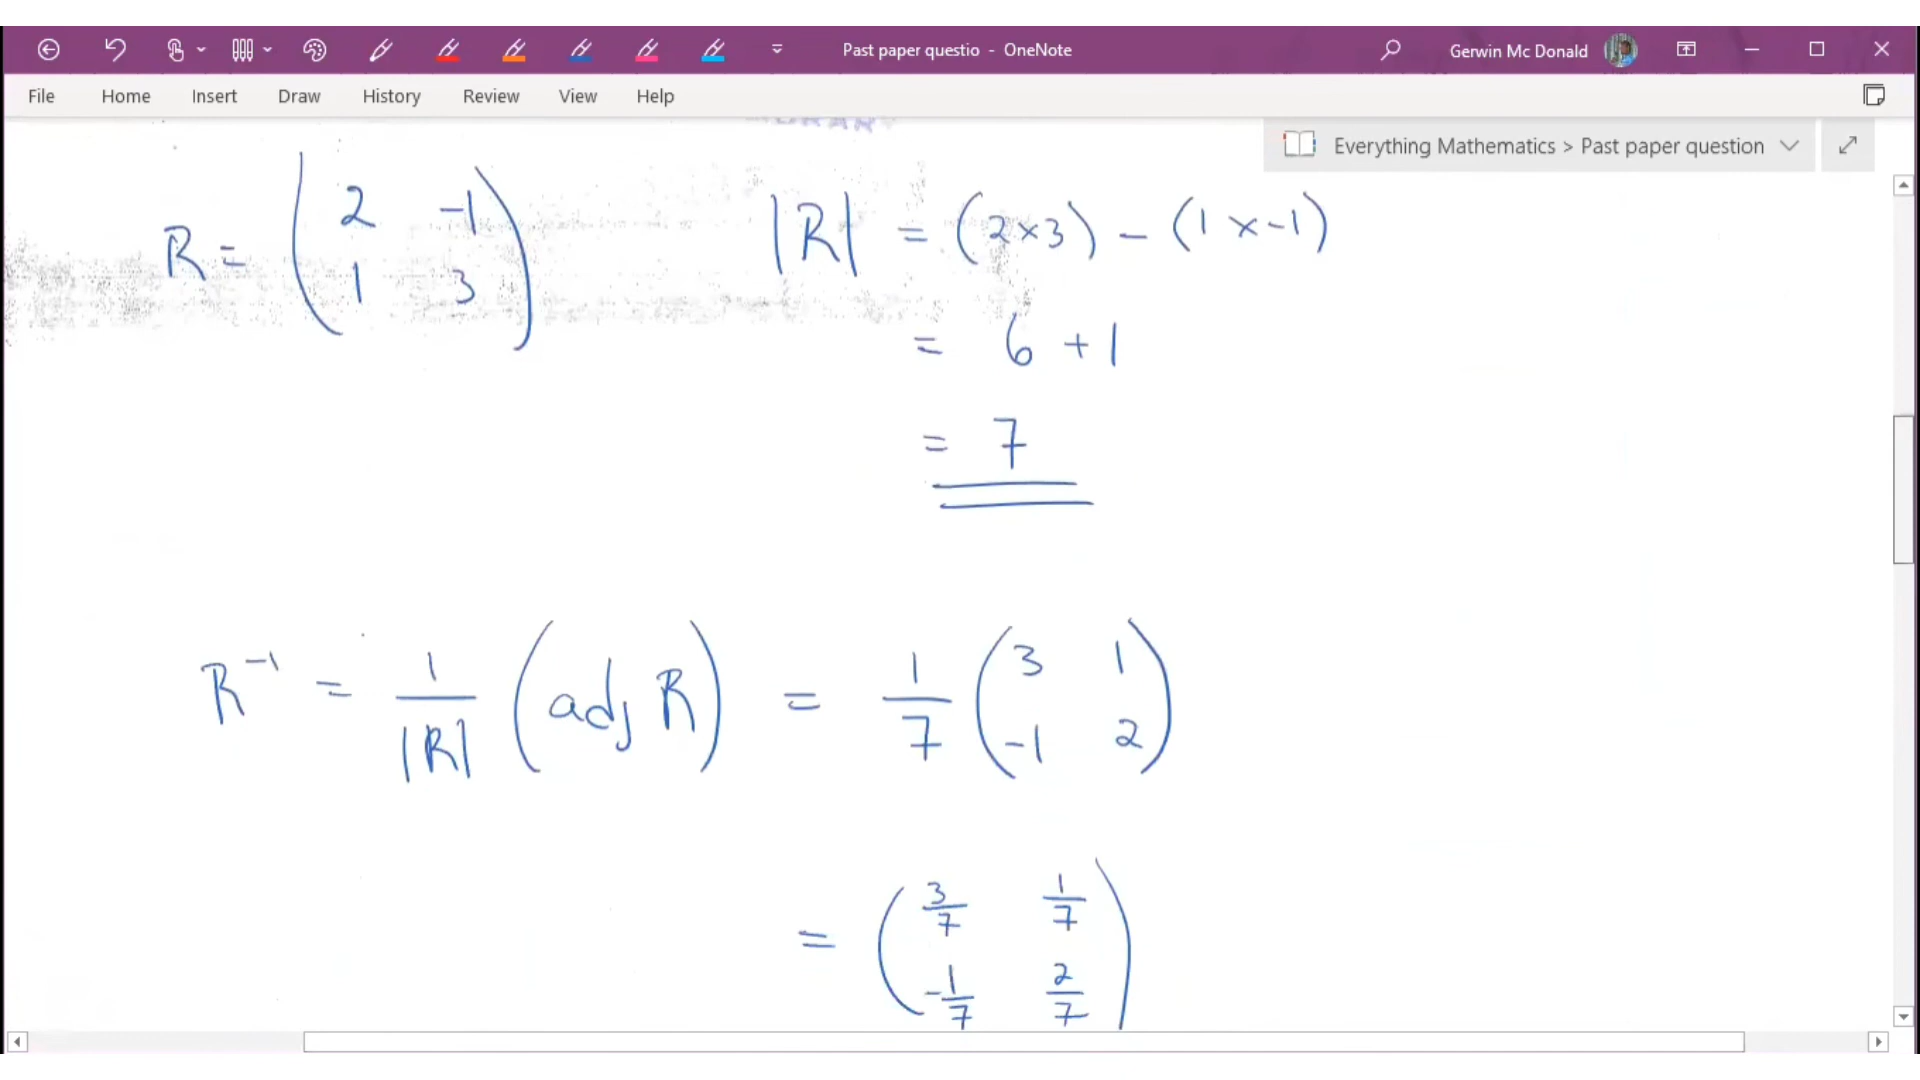 Past paper questio - OneNote
Gerwin Mc Donald
File Home Insert Draw History Review View Help
Everything Mathematics > Past paper question
R = ( 2 -1
1 3 )
|R| = (2×3) - (1 × -1)
= 6 + 1
= 7
R⁻¹ = 1/|R| (adj R) = 1/7 ( 3 1
-1 2 )
= ( 3/7 1/7
-1/7 2/7 )